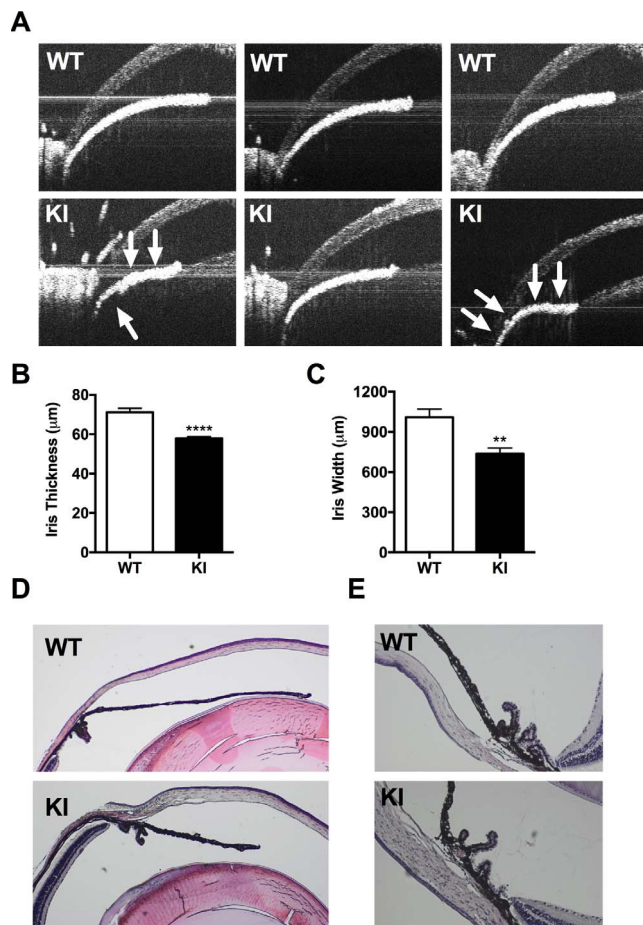 A
WT
WT
WT
KI
KI
KI
B
80
60
40
20
0
Iris Thickness (μm)
****
WT
KI
C
1200
900
600
300
0
Iris Width (μm)
**
WT
KI
D
WT
KI
E
WT
KI